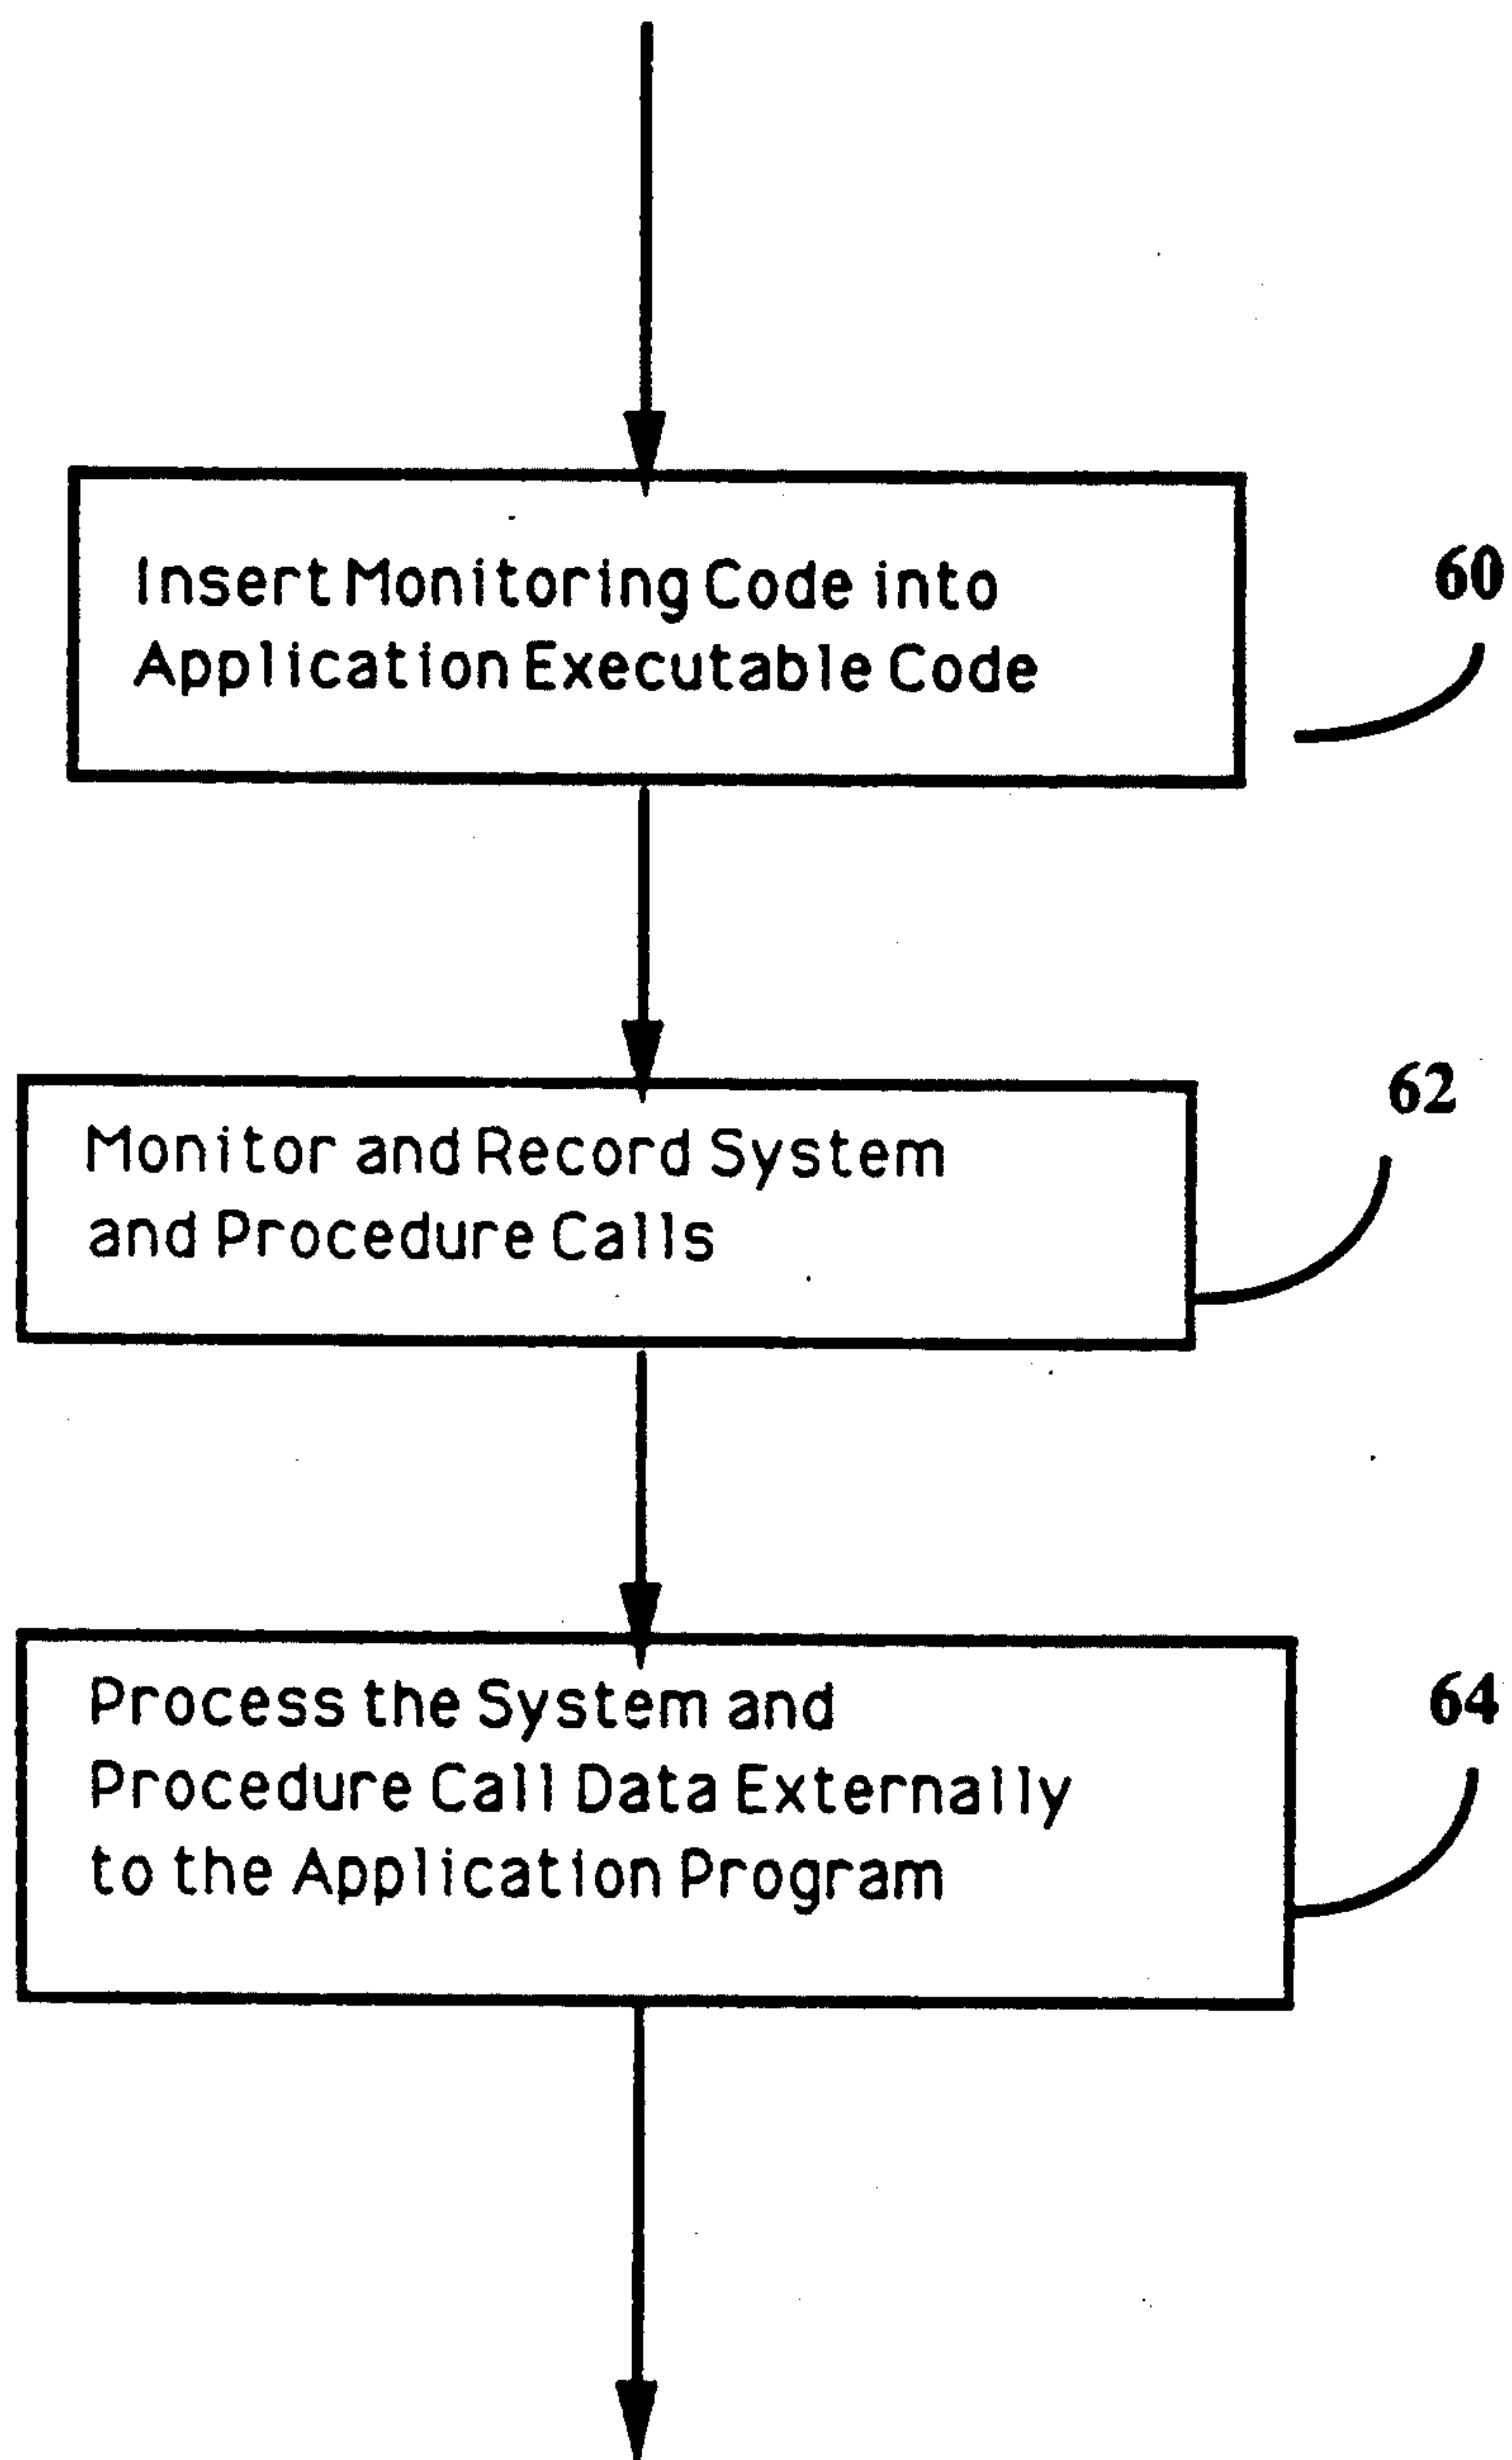 Insert Monitoring Code into
Application Executable Code
60
Monitor and Record System
and Procedure Calls
62
Process the System and
Procedure Call Data Externally
to the Application Program
64